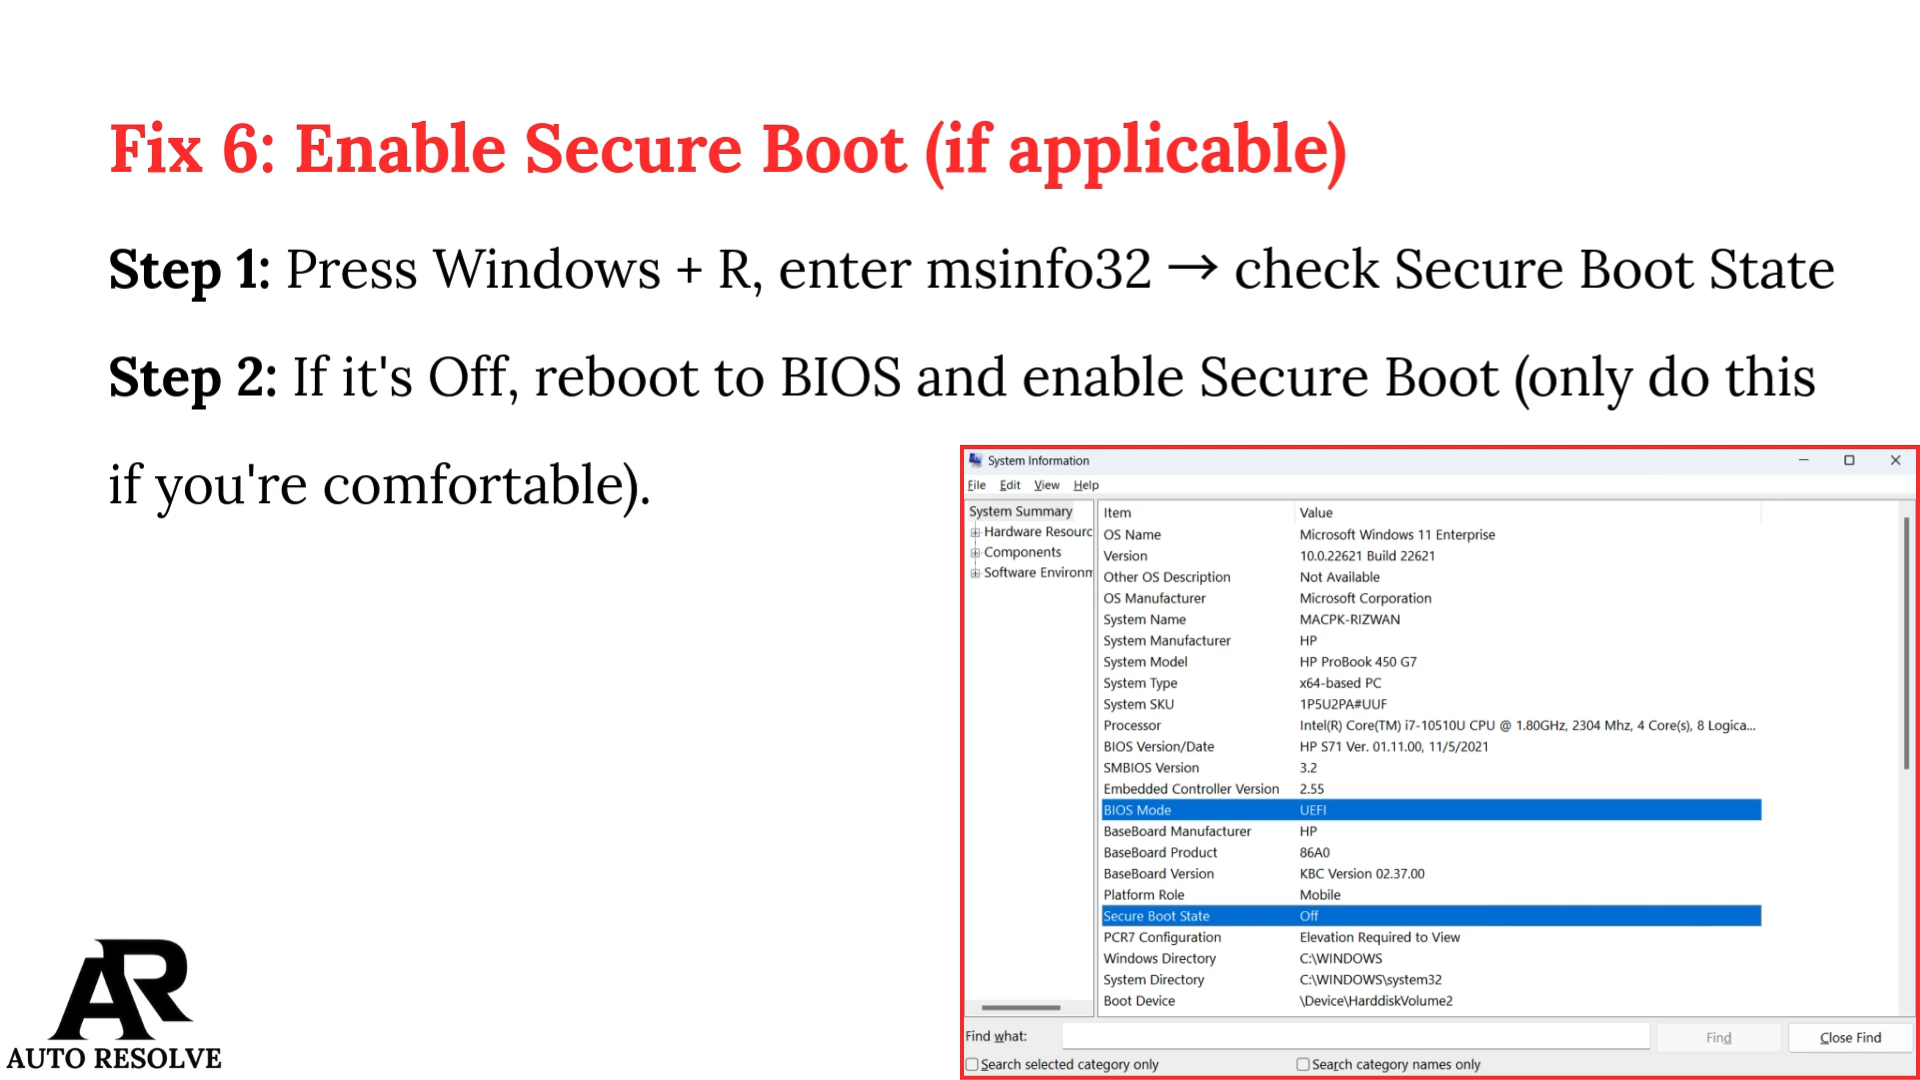 Fix 6: Enable Secure Boot (if applicable)
Step 1: Press Windows + R, enter msinfo32 → check Secure Boot State
Step 2: If it's Off, reboot to BIOS and enable Secure Boot (only do this
if you're comfortable).
System Information
File Edit View Help
System Summary
Hardware Resourc
Components
Software Environm
Item Value
OS Name Microsoft Windows 11 Enterprise
Version 10.0.22621 Build 22621
Other OS Description Not Available
OS Manufacturer Microsoft Corporation
System Name MACPK-RIZWAN
System Manufacturer HP
System Model HP ProBook 450 G7
System Type x64-based PC
System SKU 1P5U2PA#UUF
Processor Intel(R) Core(TM) i7-10510U CPU @ 1.80GHz, 2304 Mhz, 4 Core(s), 8 Logica...
BIOS Version/Date HP S71 Ver. 01.11.00, 11/5/2021
SMBIOS Version 3.2
Embedded Controller Version 2.55
BIOS Mode UEFI
BaseBoard Manufacturer HP
BaseBoard Product 86A0
BaseBoard Version KBC Version 02.37.00
Platform Role Mobile
Secure Boot State Off
PCR7 Configuration Elevation Required to View
Windows Directory C:\WINDOWS
System Directory C:\WINDOWS\system32
Boot Device \Device\HarddiskVolume2
Find what: Find Close Find
Search selected category only Search category names only
AR
AUTO RESOLVE